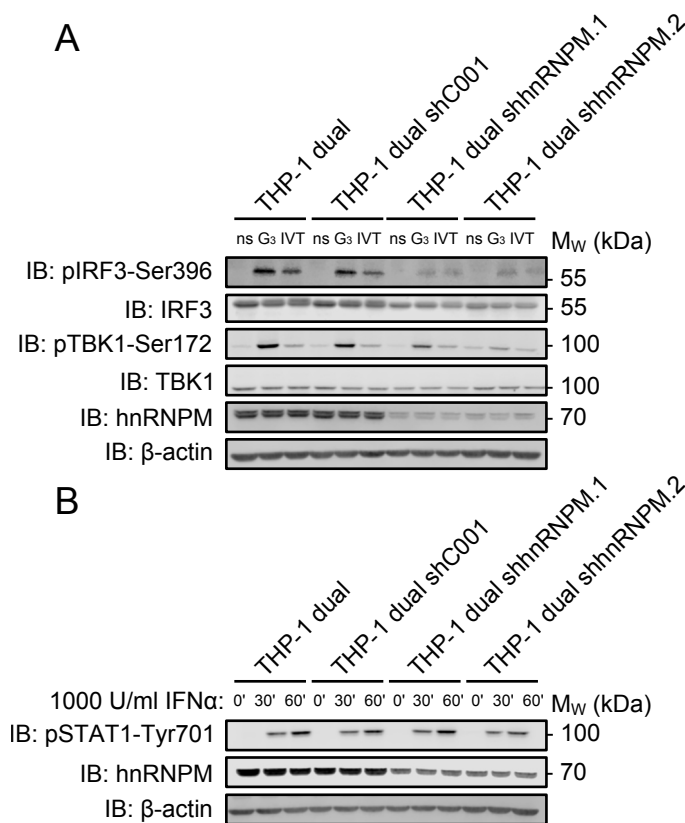 A
THP-1 dual
THP-1 dual shC001
THP-1 dual shhnRNPM.1
THP-1 dual shhnRNPM.2
ns G3 IVT ns G3 IVT ns G3 IVT ns G3 IVT MW (kDa)
IB: pIRF3-Ser396 - 55
IB: IRF3 - 55
IB: pTBK1-Ser172 - 100
IB: TBK1 - 100
IB: hnRNPM - 70
IB: β-actin
B
THP-1 dual
THP-1 dual shC001
THP-1 dual shhnRNPM.1
THP-1 dual shhnRNPM.2
1000 U/ml IFNα: 0' 30' 60' 0' 30' 60' 0' 30' 60' 0' 30' 60' MW (kDa)
IB: pSTAT1-Tyr701 - 100
IB: hnRNPM - 70
IB: β-actin